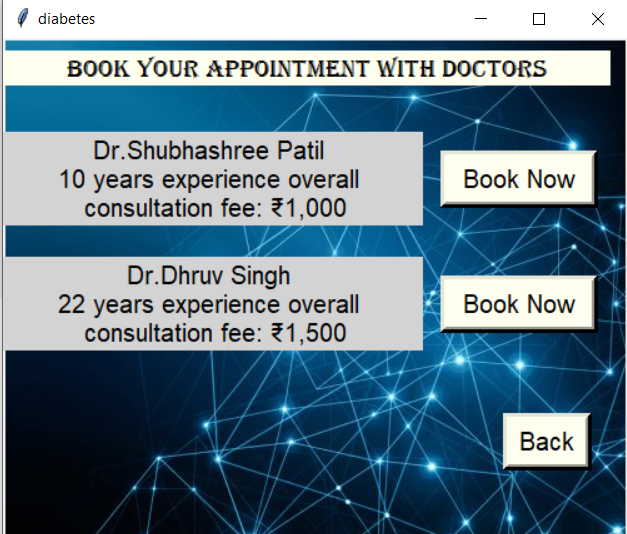 diabetes
BOOK YOUR APPOINTMENT WITH DOCTORS
Dr.Shubhashree Patil
10 years experience overall
consultation fee: ₹1,000
Book Now
Dr.Dhruv Singh
22 years experience overall
consultation fee: ₹1,500
Book Now
Back